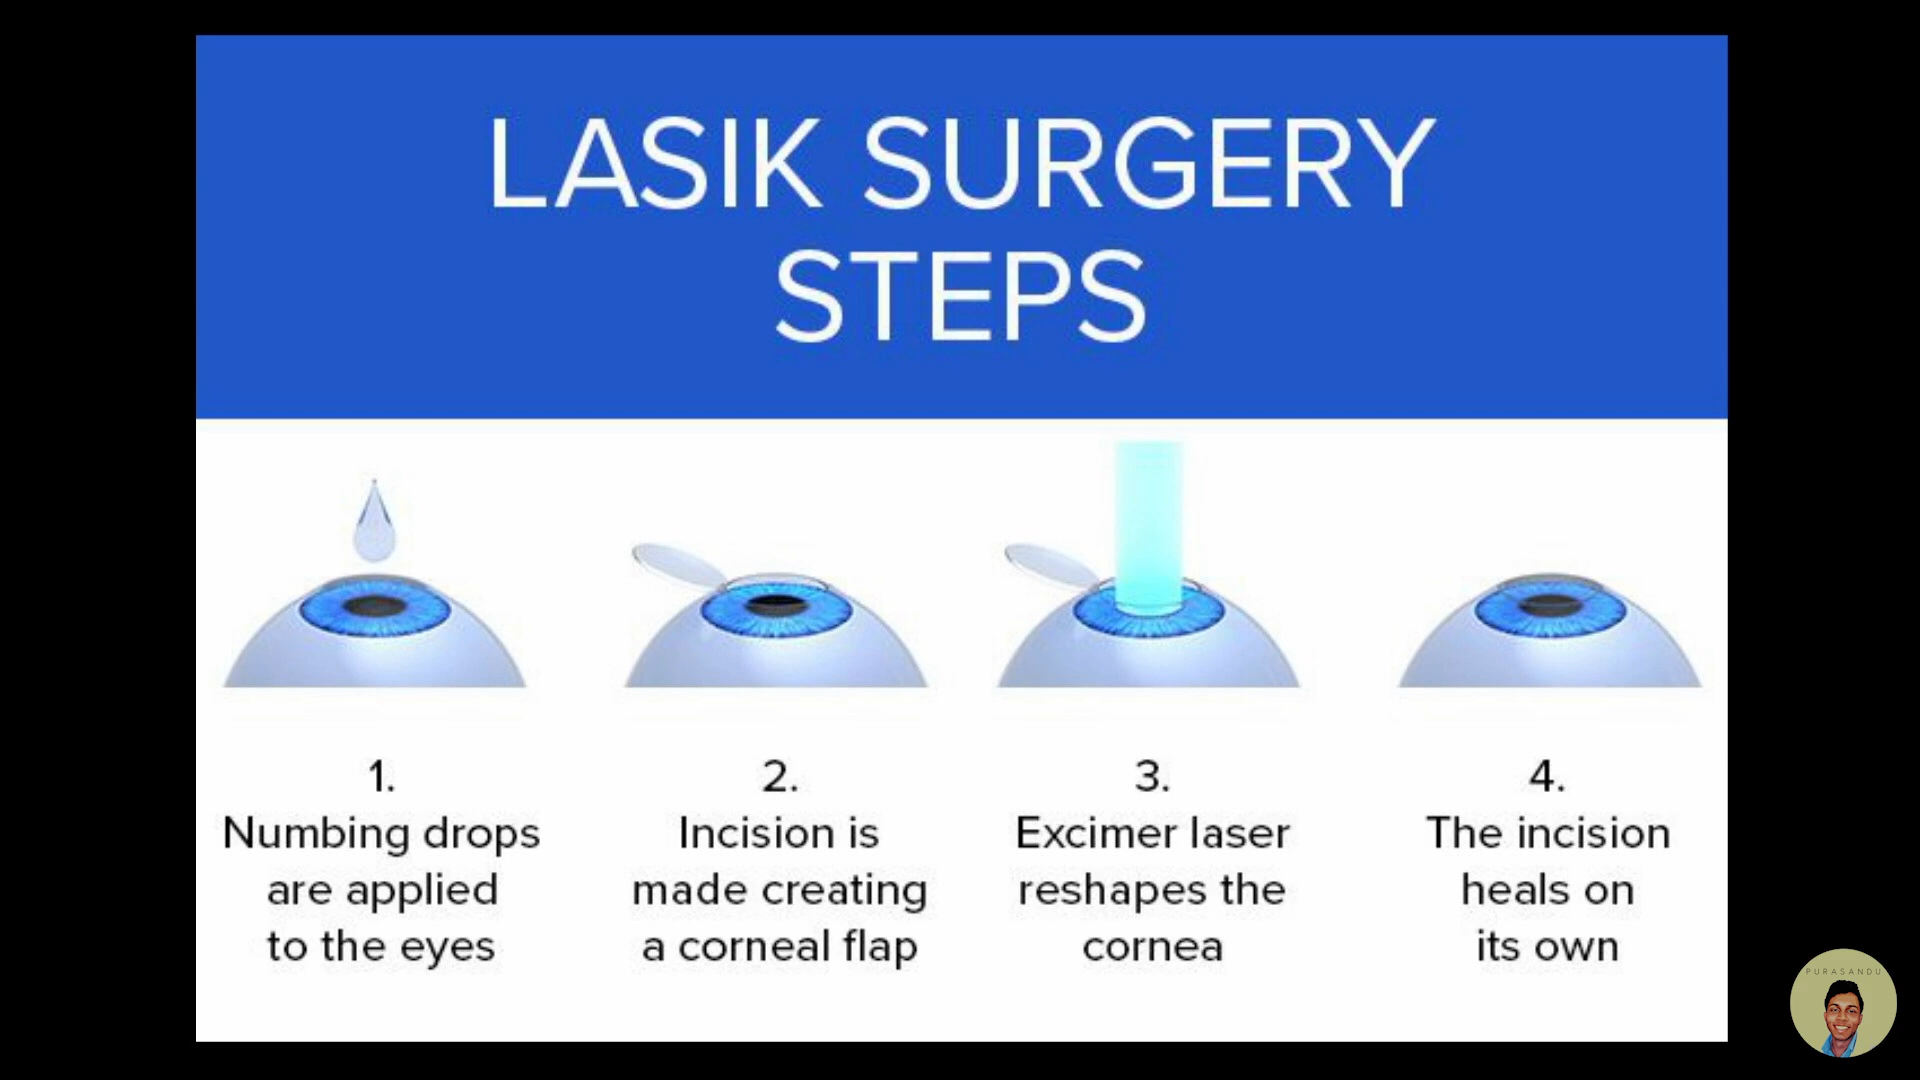 LASIK SURGERY
STEPS
1.
Numbing drops
are applied
to the eyes
2.
Incision is
made creating
a corneal flap
3.
Excimer laser
reshapes the
cornea
4.
The incision
heals on
its own
PURASANDU